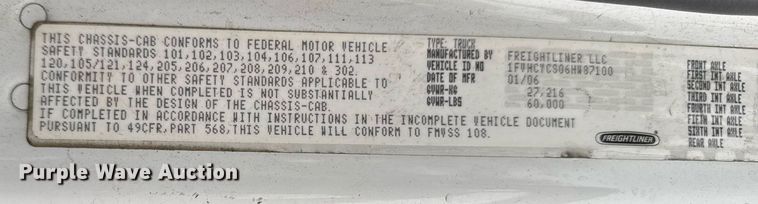 THIS CHASSIS-CAB CONFORMS TO FEDERAL MOTOR VEHICLE
SAFETY STANDARDS 101,102,103,104,106,107,111,113
120,105/121,124,205,206,207,208,209,210 & 302.
CONFORMITY TO OTHER SAFETY STANDARDS APPLICABLE TO
THIS VEHICLE WHEN COMPLETED IS NOT SUBSTANTIALLY
AFFECTED BY THE DESIGN OF THE CHASSIS-CAB.
IF COMPLETED IN ACCORDANCE WITH INSTRUCTIONS IN THE INCOMPLETE VEHICLE DOCUMENT
PURSUANT TO 49CFR,PART 568,THIS VEHICLE WILL CONFORM TO FMVSS 108.
TYPE: TRUCK
MANUFACTURED BY FREIGHTLINER LLC
VEHICLE ID NO 1FVHCYCS06HW87100
DATE OF MFR 01/06
GVWR-KG 27,216
GVWR-LBS 60,000
FREIGHTLINER
FRONT AXLE
FIRST INT AXLE
SECOND INT AXLE
THIRD INT AXLE
FOURTH INT AXLE
FIFTH INT AXLE
SIXTH INT AXLE
REAR AXLE
Purple Wave Auction